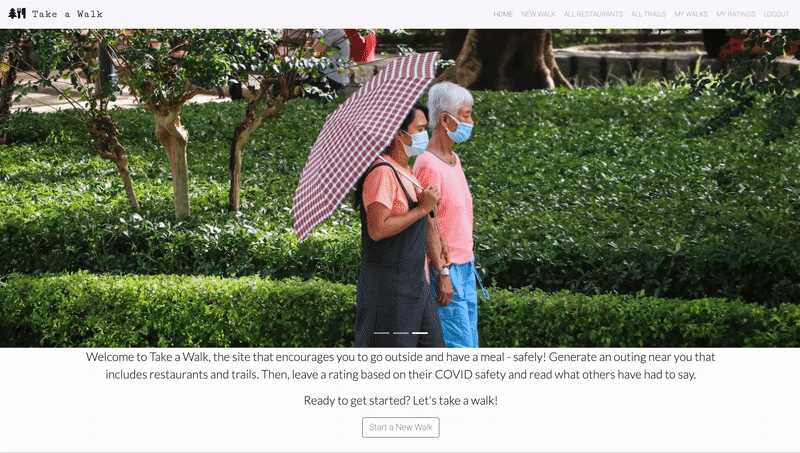 Take a Walk
HOME NEW WALK ALL RESTAURANTS ALL TRAILS MY WALKS MY RATINGS LOGOUT
Welcome to Take a Walk, the site that encourages you to go outside and have a meal - safely! Generate an outing near you that
includes restaurants and trails. Then, leave a rating based on their COVID safety and read what others have had to say.
Ready to get started? Let's take a walk!
Start a New Walk